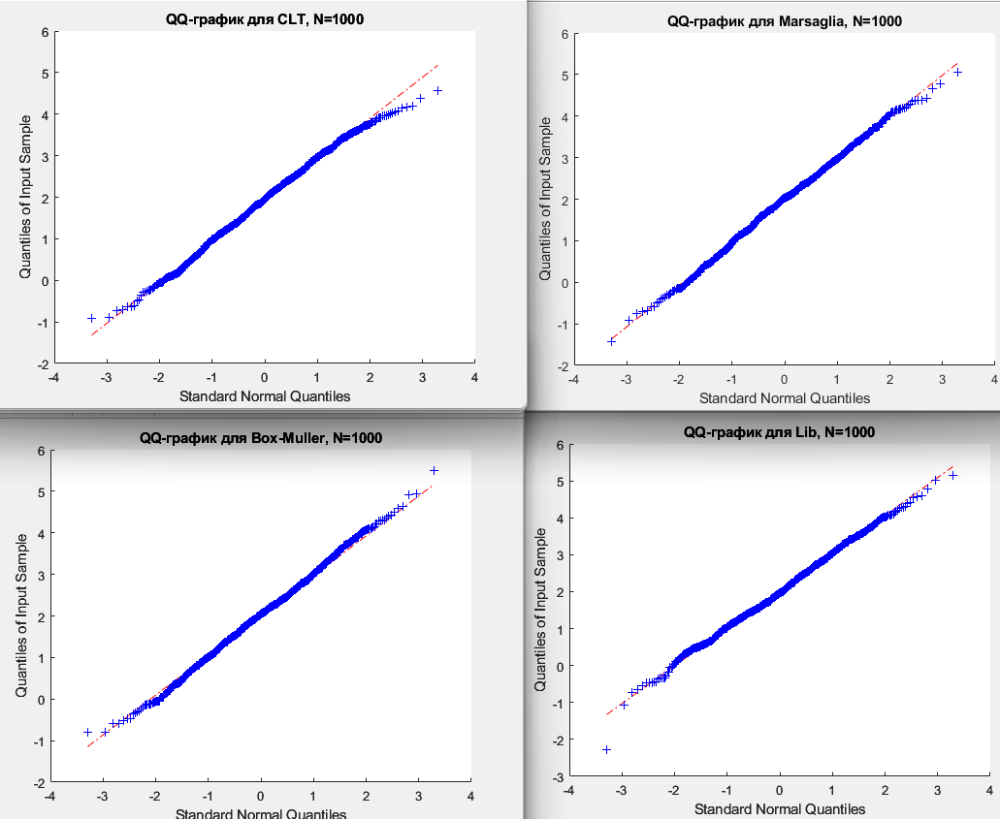 QQ-график для CLT, N=1000
6
5
4
3
2
1
0
-1
-2
-4 -3 -2 -1 0 1 2 3 4
Quantiles of Input Sample
Standard Normal Quantiles
QQ-график для Marsaglia, N=1000
6
5
4
3
2
1
0
-1
-2
-4 -3 -2 -1 0 1 2 3 4
Quantiles of Input Sample
Standard Normal Quantiles
QQ-график для Box-Muller, N=1000
6
5
4
3
2
1
0
-1
-2
-4 -3 -2 -1 0 1 2 3 4
Quantiles of Input Sample
Standard Normal Quantiles
QQ-график для Lib, N=1000
6
5
4
3
2
1
0
-1
-2
-3
-4 -3 -2 -1 0 1 2 3 4
Quantiles of Input Sample
Standard Normal Quantiles